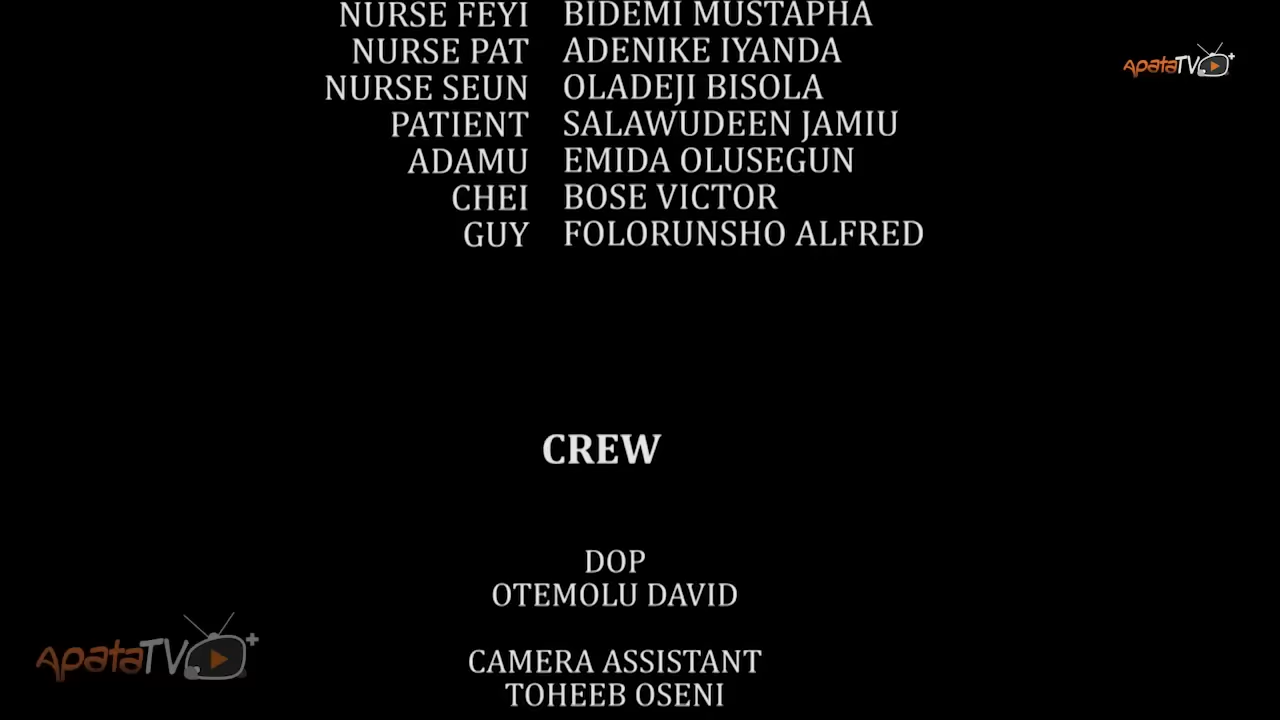 NURSE FEYI BIDEMI MUSTAPHA
NURSE PAT ADENIKE IYANDA
NURSE SEUN OLADEJI BISOLA
PATIENT SALAWUDEEN JAMIU
ADAMU EMIDA OLUSEGUN
CHEI BOSE VICTOR
GUY FOLORUNSHO ALFRED
apataTV+
CREW
DOP
OTEMOLU DAVID
CAMERA ASSISTANT
TOHEEB OSENI
apataTV+